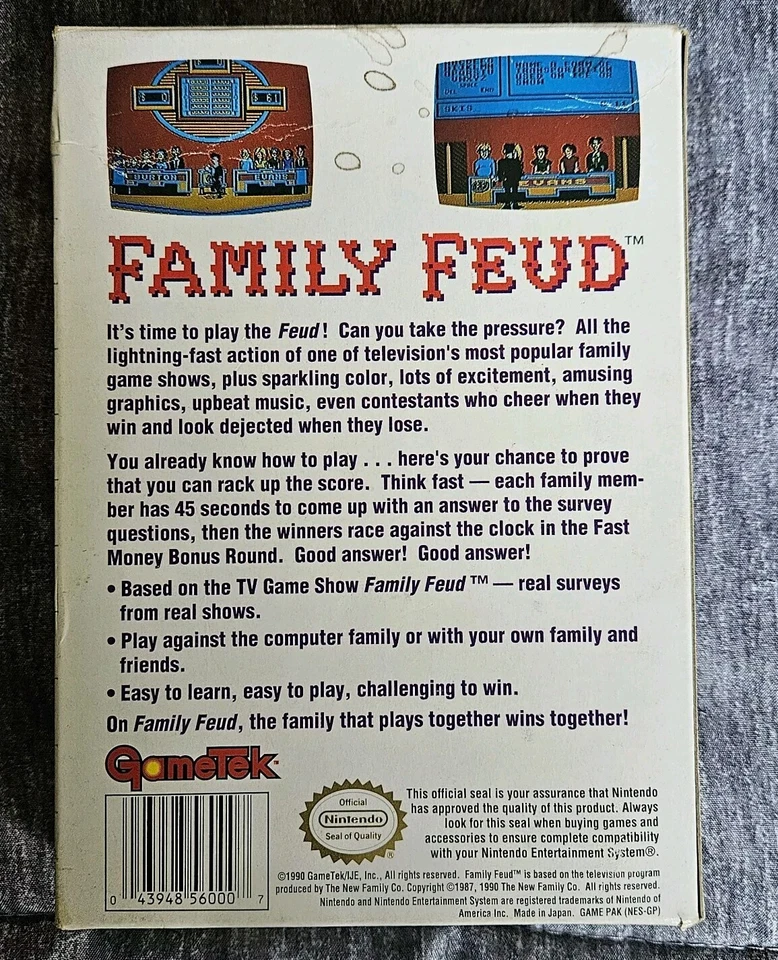 BURTON
EVANS
EVANS
FAMILY FEUD™
It's time to play the Feud! Can you take the pressure? All the
lightning-fast action of one of television's most popular family
game shows, plus sparkling color, lots of excitement, amusing
graphics, upbeat music, even contestants who cheer when they
win and look dejected when they lose.
You already know how to play . . . here's your chance to prove
that you can rack up the score. Think fast — each family mem-
ber has 45 seconds to come up with an answer to the survey
questions, then the winners race against the clock in the Fast
Money Bonus Round. Good answer! Good answer!
• Based on the TV Game Show Family Feud™ — real surveys
from real shows.
• Play against the computer family or with your own family and
friends.
• Easy to learn, easy to play, challenging to win.
On Family Feud, the family that plays together wins together!
GameTek™
0 43948 56000 7
Official
Nintendo
Seal of Quality
®
This official seal is your assurance that Nintendo
has approved the quality of this product. Always
look for this seal when buying games and
accessories to ensure complete compatibility
with your Nintendo Entertainment System®.
©1990 GameTek/IJE, Inc., All rights reserved. Family Feud™ is based on the television program
produced by The New Family Co. Copyright ©1987, 1990 The New Family Co. All rights reserved.
Nintendo and Nintendo Entertainment System are registered trademarks of Nintendo of
America Inc. Made in Japan. GAME PAK (NES-GP)